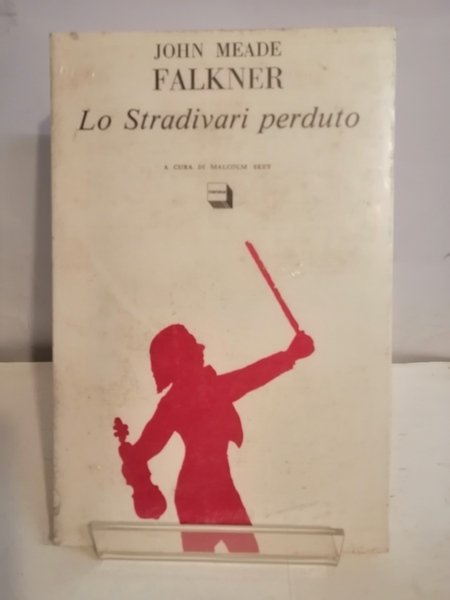 JOHN MEADE
FALKNER
Lo Stradivari perduto
A CURA DI MALCOLM SKEY